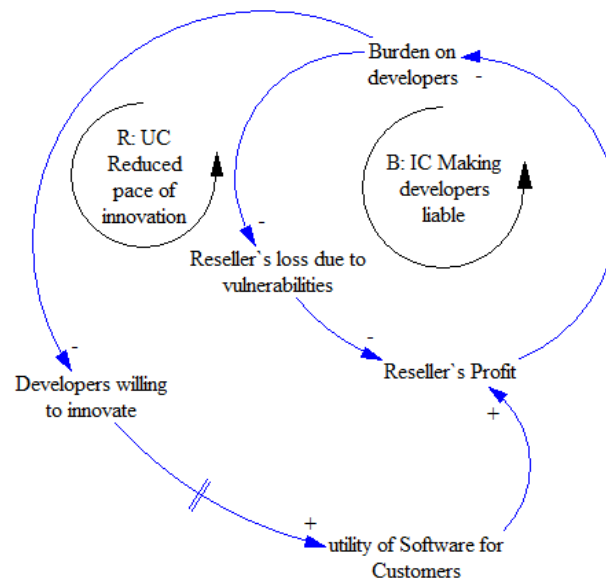 Burden on
developers
-
R: UC
Reduced
pace of
innovation
B: IC Making
developers
liable
-
Reseller`s loss due to
vulnerabilities
-
-
Developers willing
to innovate
Reseller`s Profit
+
+
utility of Software for
Customers